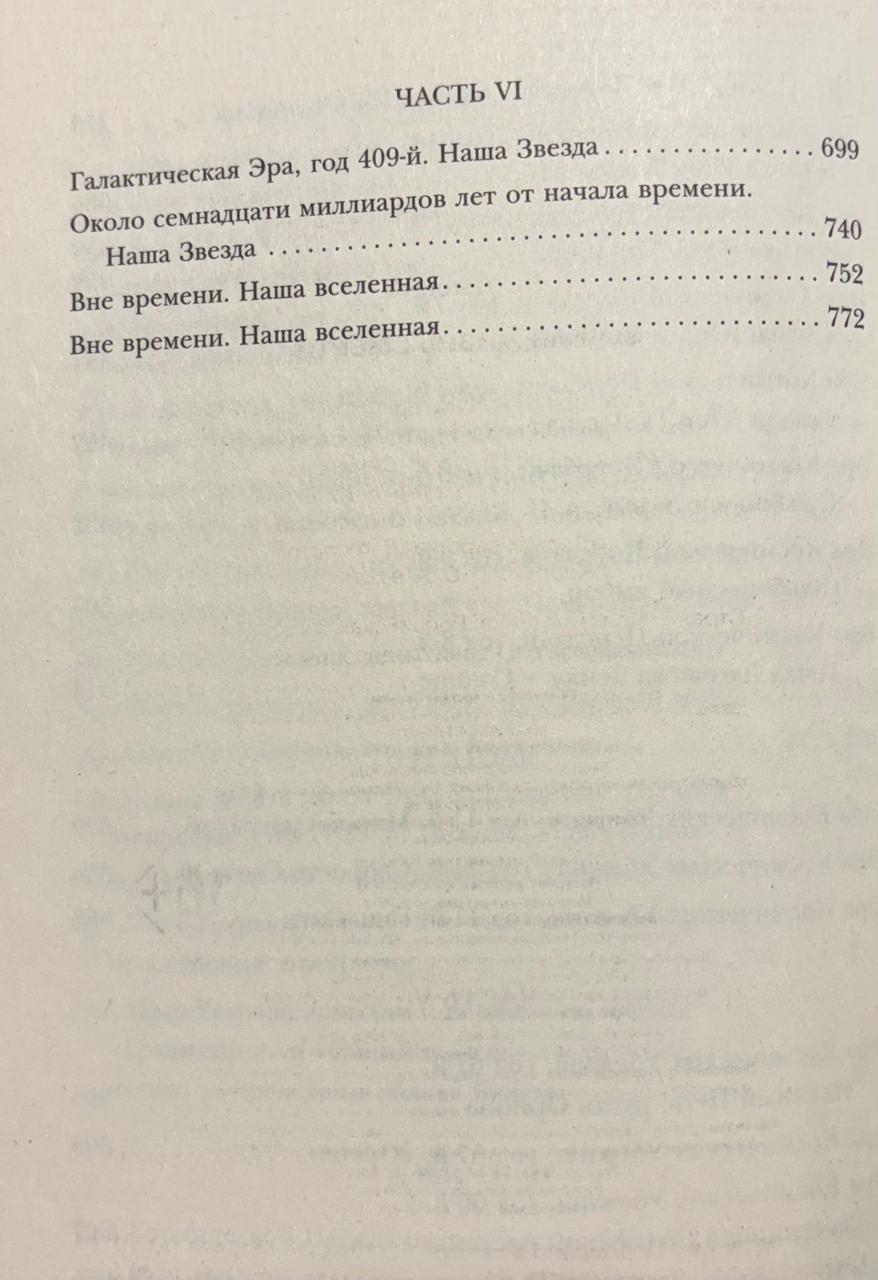 ЧАСТЬ VI
Галактическая Эра, год 409-й. Наша Звезда . . . . . . . . . . . . . . . . 699
Около семнадцати миллиардов лет от начала времени.
Наша Звезда . . . . . . . . . . . . . . . . . . . . . . . . . . . . . . . . . . . . . . . . . . 740
Вне времени. Наша вселенная. . . . . . . . . . . . . . . . . . . . . . . . . . . . . 752
Вне времени. Наша вселенная. . . . . . . . . . . . . . . . . . . . . . . . . . . . . 772